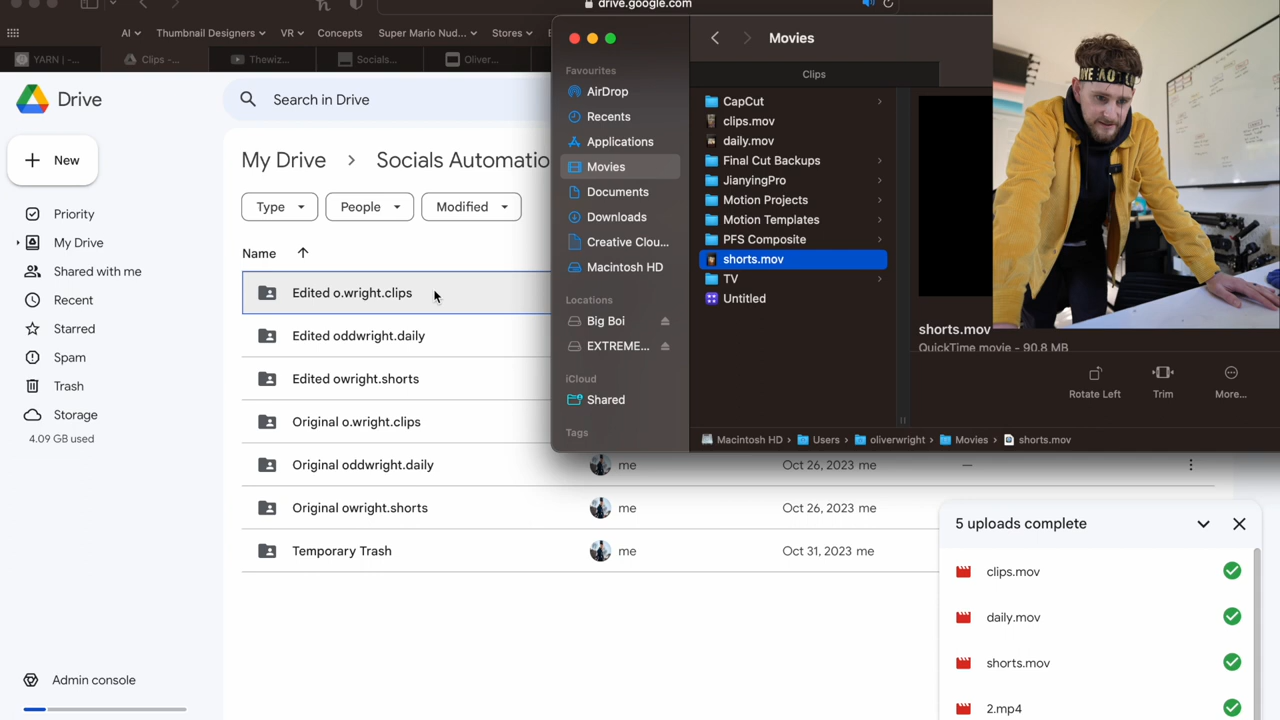 drive.google.com
AI
Thumbnail Designers
VR
Concepts
Super Mario Nud...
Stores
YARN | -...
Clips -...
Thewiz...
Socials...
Oliver...
Drive
Search in Drive
New
Priority
My Drive
Shared with me
Recent
Starred
Spam
Trash
Storage
4.09 GB used
Admin console
My Drive
Socials Automatio
Type
People
Modified
Name
Edited o.wright.clips
Edited oddwright.daily
Edited owright.shorts
Original o.wright.clips
Original oddwright.daily
me
Oct 26, 2023 me
—
Original owright.shorts
me
Oct 26, 2023 me
Temporary Trash
me
Oct 31, 2023 me
Movies
Clips
Favourites
AirDrop
Recents
Applications
Movies
Documents
Downloads
Creative Clou...
Macintosh HD
Locations
Big Boi
EXTREME...
iCloud
Shared
Tags
CapCut
clips.mov
daily.mov
Final Cut Backups
JianyingPro
Motion Projects
Motion Templates
PFS Composite
shorts.mov
TV
Untitled
shorts.mov
QuickTime movie - 90.8 MB
Rotate Left
Trim
More...
Macintosh HD
Users
oliverwright
Movies
shorts.mov
5 uploads complete
clips.mov
daily.mov
shorts.mov
2.mp4